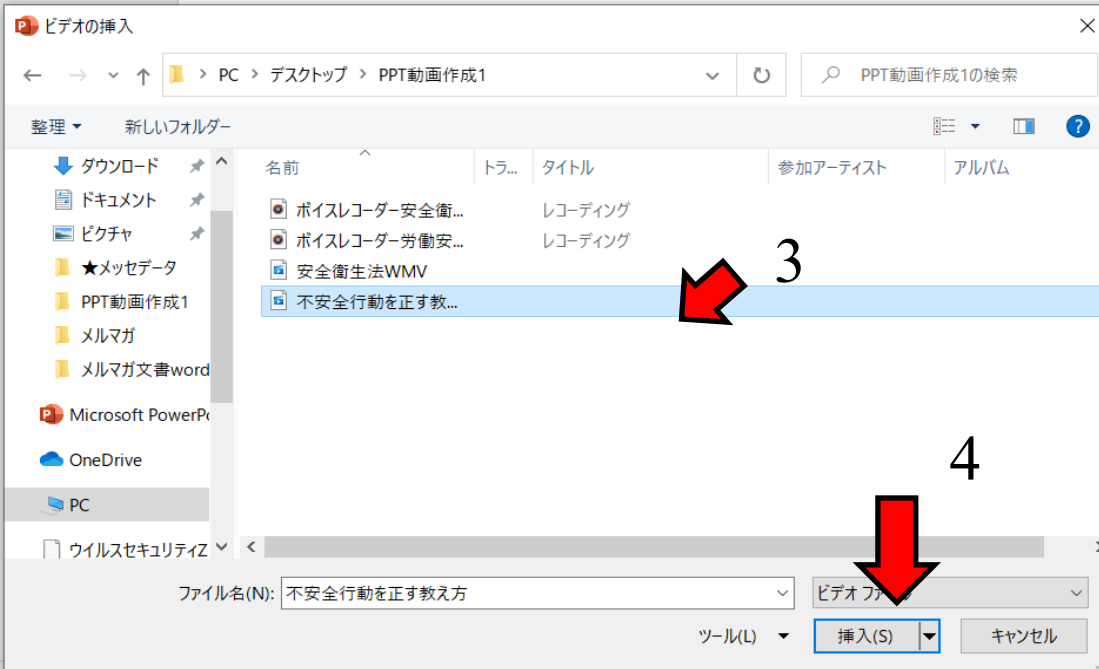 ビデオの挿入
PC > デスクトップ > PPT動画作成1
PPT動画作成1の検索
整理
新しいフォルダー
ダウンロード
ドキュメント
ピクチャ
★メッセデータ
PPT動画作成1
メルマガ
メルマガ文書word
Microsoft PowerPo
OneDrive
PC
ウイルスセキュリティZ
名前 トラ... タイトル 参加アーティスト アルバム
ボイスレコーダー安全衛... レコーディング
ボイスレコーダー労働安... レコーディング
安全衛生法WMV
不安全行動を正す教...
3
4
ファイル名(N): 不安全行動を正す教え方
ビデオ ファ
ツール(L) 挿入(S) キャンセル